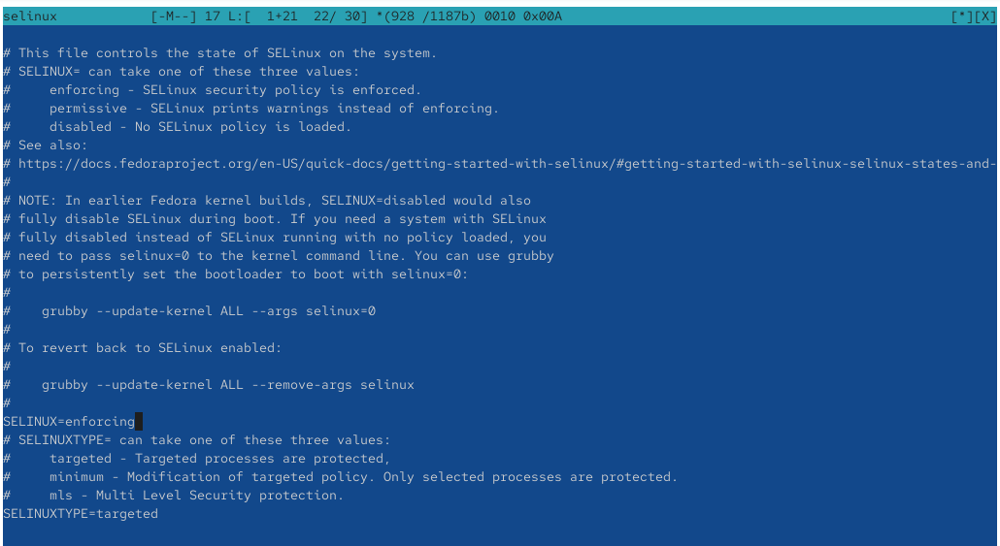 selinux [-M--] 17 L:[ 1+21 22/ 30] *(928 /1187b) 0010 0x00A [*][X]
# This file controls the state of SELinux on the system.
# SELINUX= can take one of these three values:
#     enforcing - SELinux security policy is enforced.
#     permissive - SELinux prints warnings instead of enforcing.
#     disabled - No SELinux policy is loaded.
# See also:
# https://docs.fedoraproject.org/en-US/quick-docs/getting-started-with-selinux/#getting-started-with-selinux-selinux-states-and-
#
# NOTE: In earlier Fedora kernel builds, SELINUX=disabled would also
# fully disable SELinux during boot. If you need a system with SELinux
# fully disabled instead of SELinux running with no policy loaded, you
# need to pass selinux=0 to the kernel command line. You can use grubby
# to persistently set the bootloader to boot with selinux=0:
#
#    grubby --update-kernel ALL --args selinux=0
#
# To revert back to SELinux enabled:
#
#    grubby --update-kernel ALL --remove-args selinux
#
SELINUX=enforcing
# SELINUXTYPE= can take one of these three values:
#     targeted - Targeted processes are protected,
#     minimum - Modification of targeted policy. Only selected processes are protected.
#     mls - Multi Level Security protection.
SELINUXTYPE=targeted